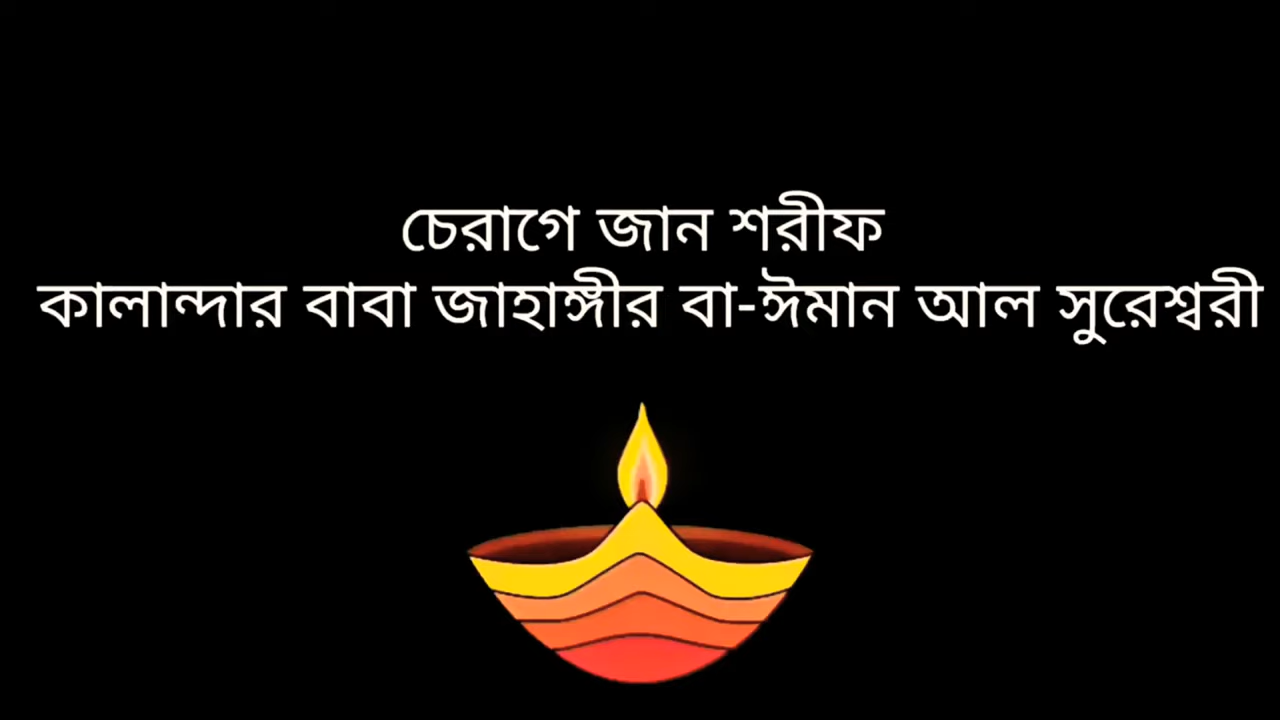 চেরাগে জান শরীফ
কালান্দার বাবা জাহাঙ্গীর বা-ঈমান আল সুরেশ্বরী